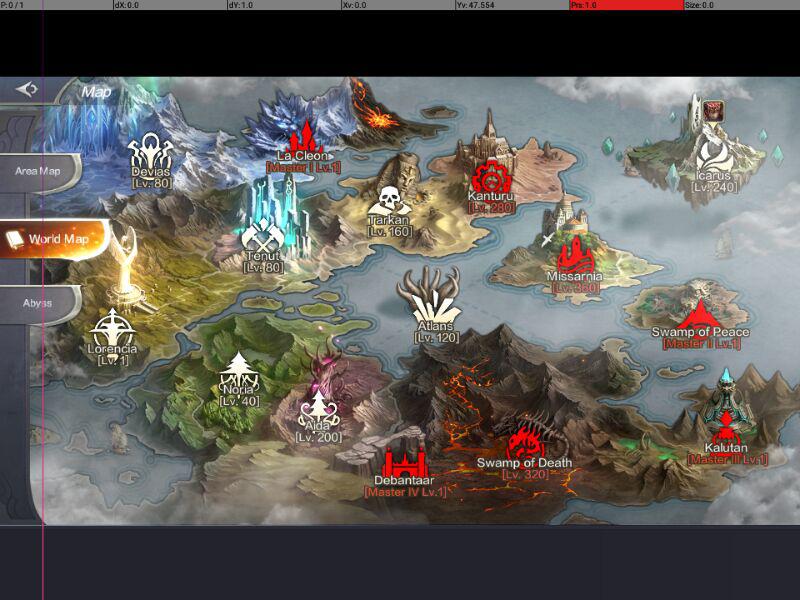 P: 0 / 1
dX: 0.0
dY: 1.0
Xv: 0.0
Yv: 47.554
Prs: 1.0
Size: 0.0
Map
Area Map
World Map
Abyss
Devias
[Lv. 80]
La Cleon
[Master I Lv.1]
Icarus
[Lv. 240]
Kanturu
[Lv. 280]
Tarkan
[Lv. 160]
Tenut
[Lv. 80]
Missarnia
[Lv. 360]
Atlans
[Lv. 120]
Swamp of Peace
[Master II Lv.1]
Lorencia
[Lv. 1]
Noria
[Lv. 40]
Aida
[Lv. 200]
Kalutan
[Master III Lv.1]
Swamp of Death
[Lv. 320]
Debantaar
[Master IV Lv.1]